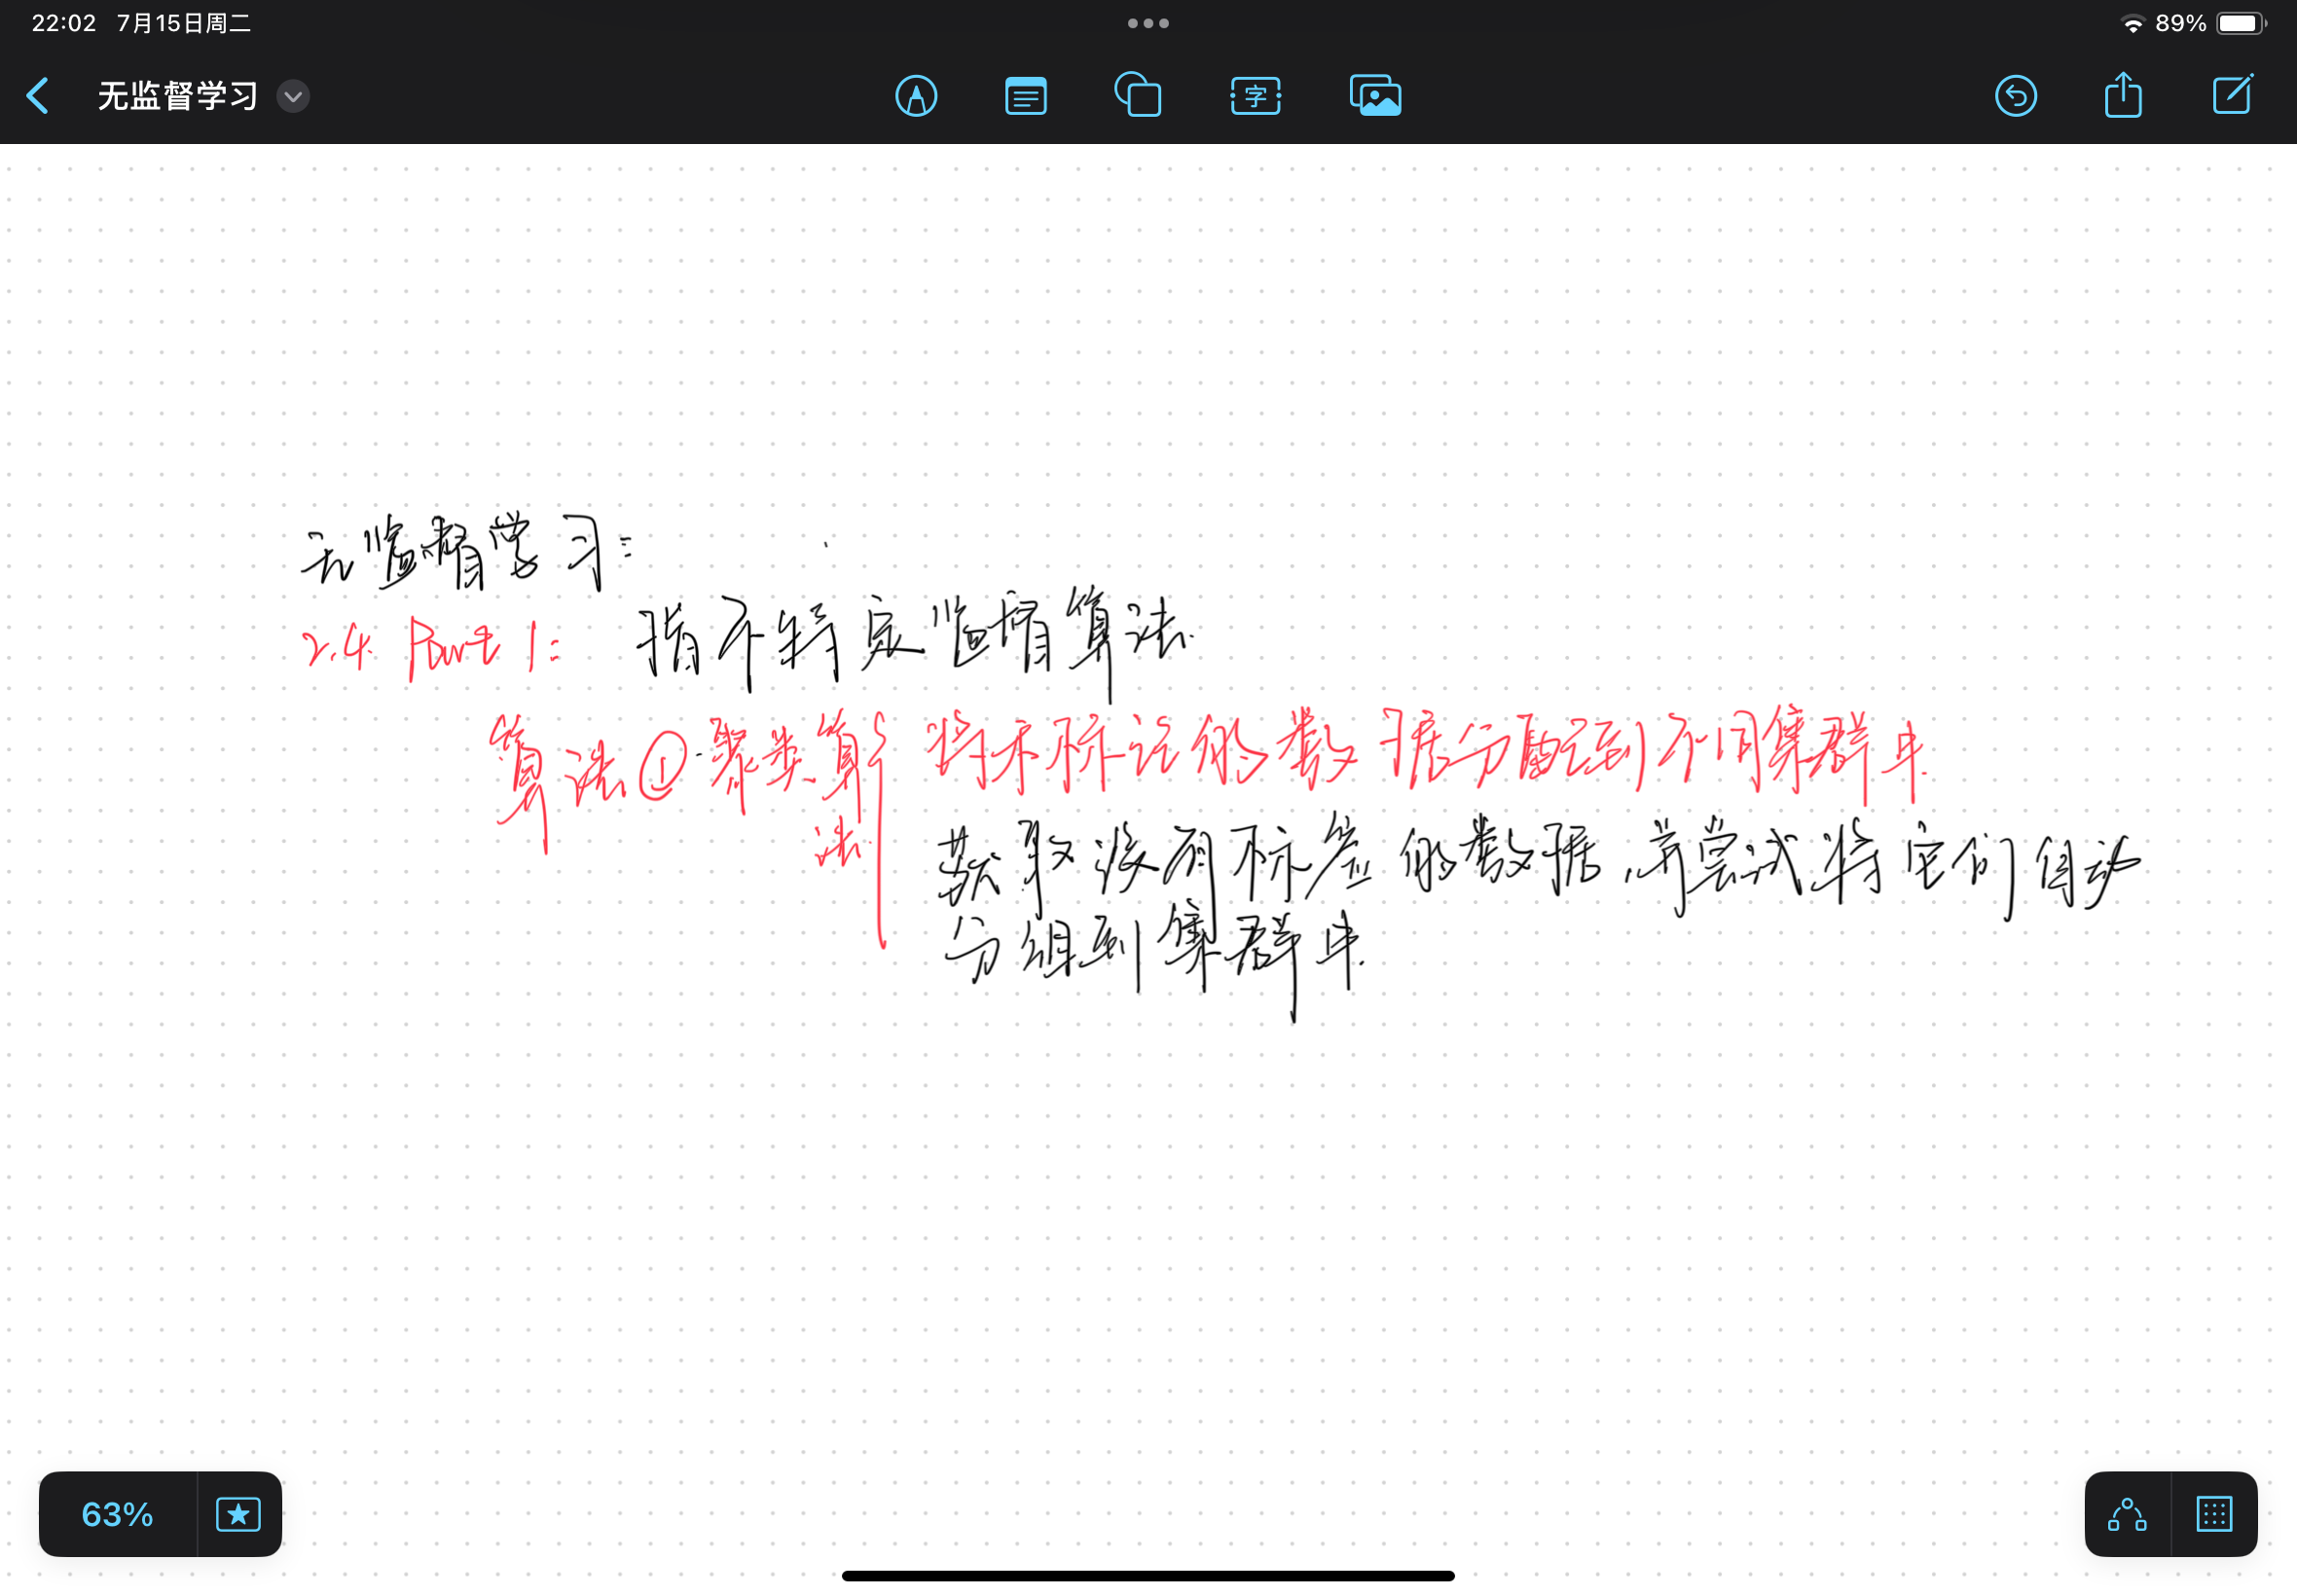 22:02 7月15日周二
89%
无监督学习
字
无监督学习:
2.4. Part 1: 指不特定监督算法.
算法①·聚类算法 将未标记的数据分配到不同集群中.
获取没有标签的数据,并尝试将它们自动
分组到集群中.
63%